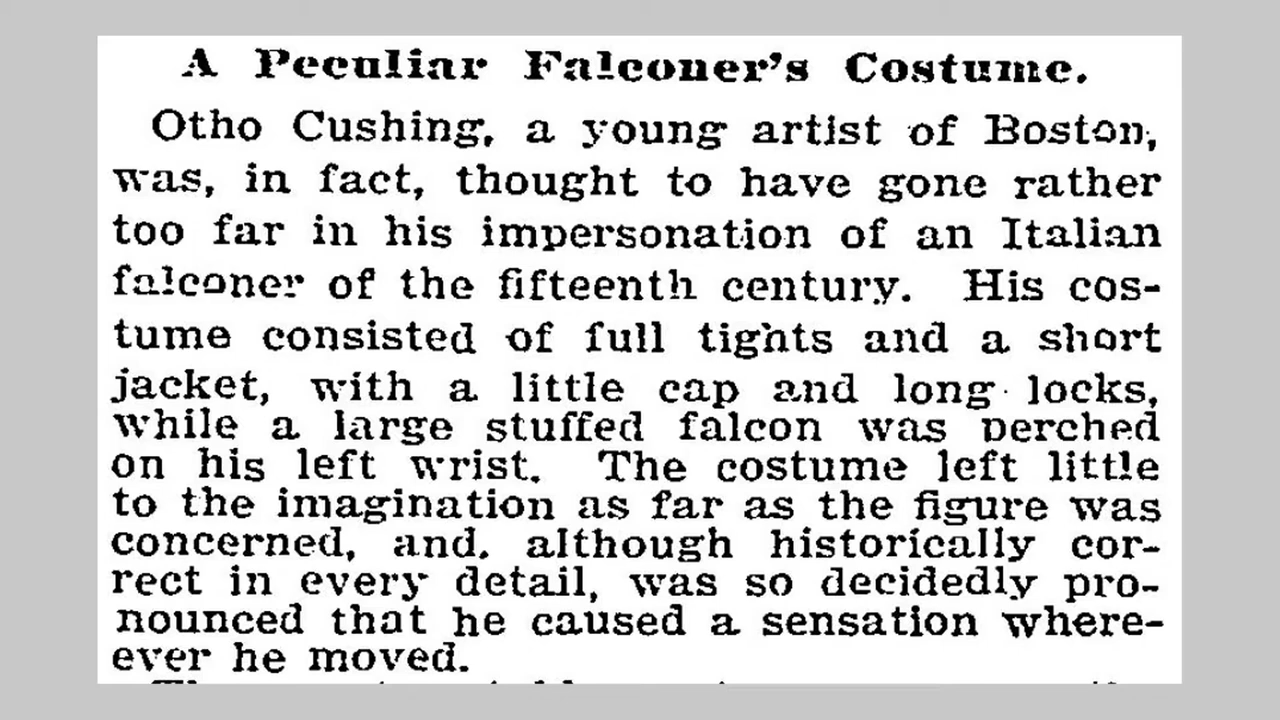 A Peculiar Falconer's Costume.
Otho Cushing, a young artist of Boston,
was, in fact, thought to have gone rather
too far in his impersonation of an Italian
falconer of the fifteenth century. His cos-
tume consisted of full tights and a short
jacket, with a little cap and long locks,
while a large stuffed falcon was perched
on his left wrist. The costume left little
to the imagination as far as the figure was
concerned, and, although historically cor-
rect in every detail, was so decidedly pro-
nounced that he caused a sensation where-
ever he moved.